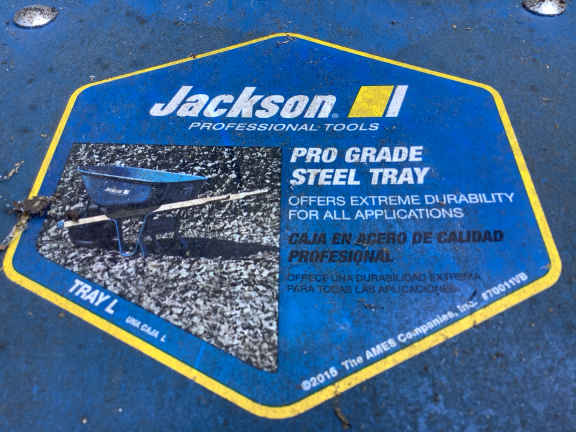 Jackson®
PROFESSIONAL TOOLS
PRO GRADE
STEEL TRAY
OFFERS EXTREME DURABILITY
FOR ALL APPLICATIONS
CAJA EN ACERO DE CALIDAD
PROFESIONAL
OFRECE UNA DURABILIDAD EXTREMA
PARA TODAS LAS APLICACIONES
TRAY L
UNA CAJA L
©2015 The AMES Companies, Inc. #70011VB